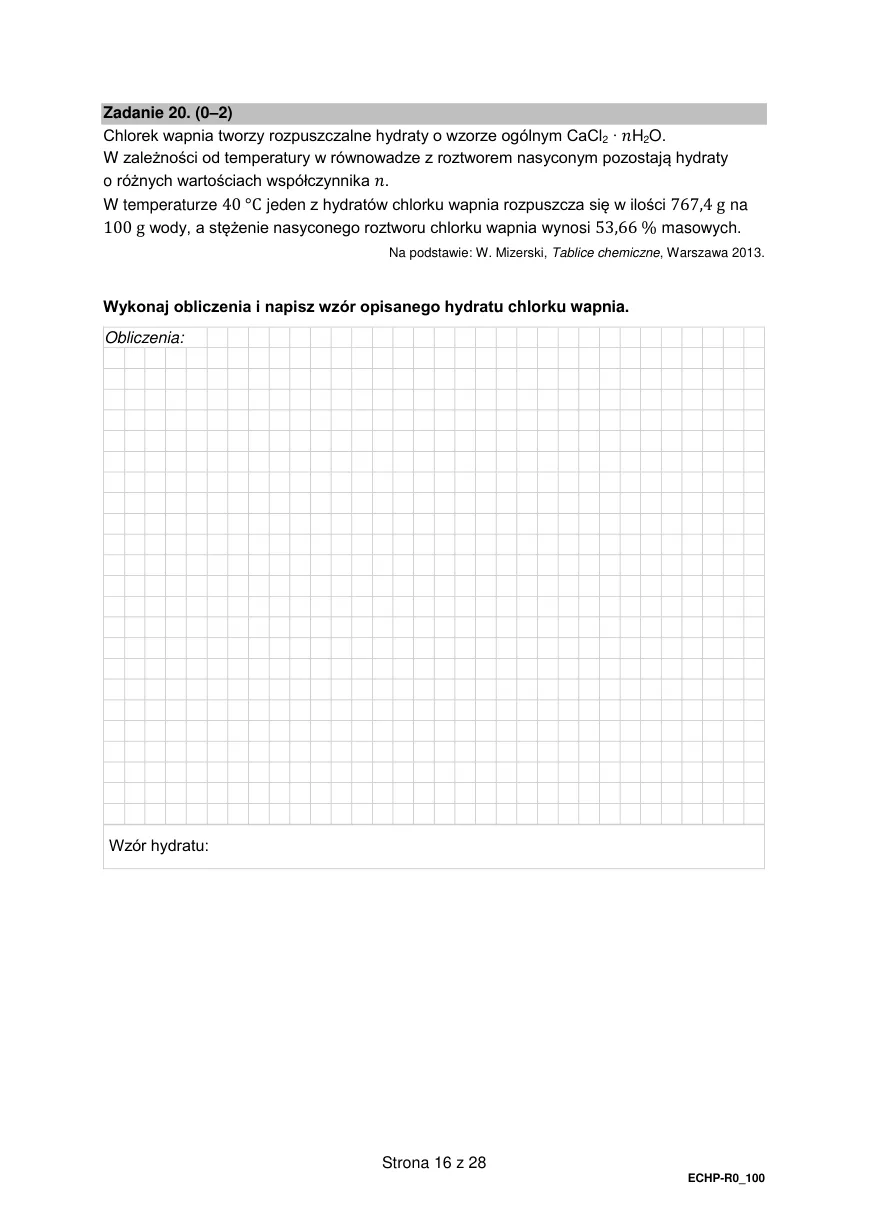 Zadanie 20. (0–2)
Chlorek wapnia tworzy rozpuszczalne hydraty o wzorze ogólnym CaCl₂ · 𝑛H₂O.
W zależności od temperatury w równowadze z roztworem nasyconym pozostają hydraty
o różnych wartościach współczynnika 𝑛.
W temperaturze 40 °C jeden z hydratów chlorku wapnia rozpuszcza się w ilości 767,4 g na
100 g wody, a stężenie nasyconego roztworu chlorku wapnia wynosi 53,66 % masowych.
Na podstawie: W. Mizerski, Tablice chemiczne, Warszawa 2013.
Wykonaj obliczenia i napisz wzór opisanego hydratu chlorku wapnia.
Obliczenia:
Wzór hydratu:
Strona 16 z 28
ECHP-R0_100